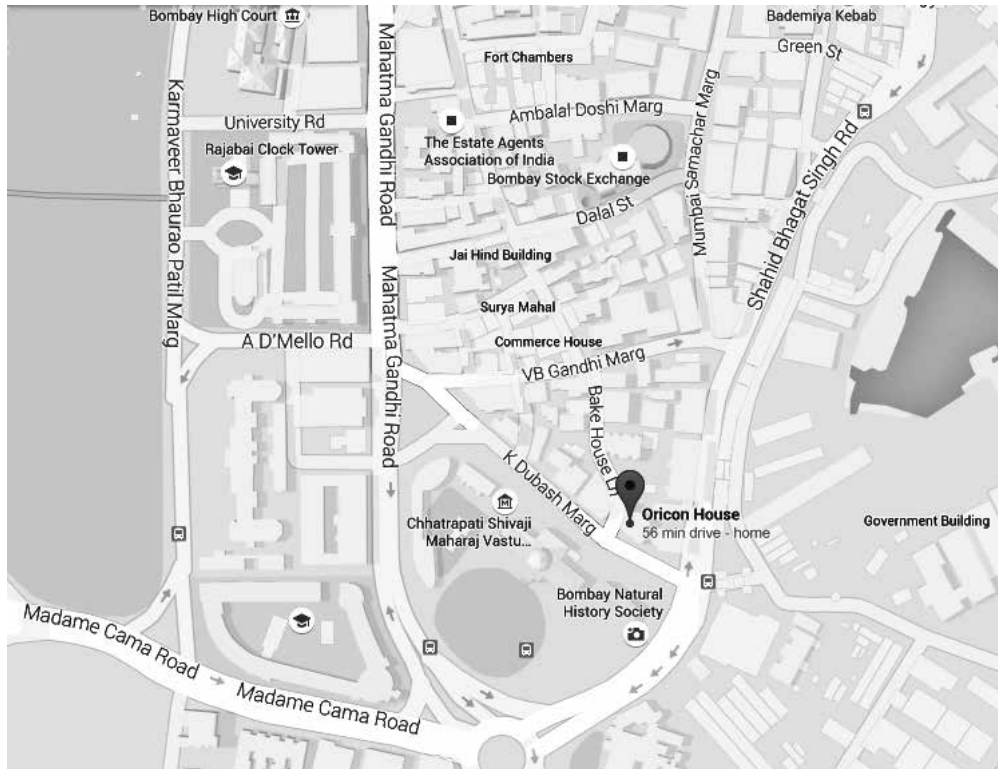 Bombay High Court
Bademiya Kebab
Green St
Fort Chambers
Mahatma Gandhi Road
Karmaveer Bhaurao Patil Marg
University Rd
Ambalal Doshi Marg
Mumbai Samachar Marg
Shahid Bhagat Singh Rd
Rajabai Clock Tower
The Estate Agents
Association of India
Bombay Stock Exchange
Dalal St
Jai Hind Building
Surya Mahal
A D'Mello Rd
Commerce House
VB Gandhi Marg
Mahatma Gandhi Road
Bake House Ln
K Dubash Marg
Chhatrapati Shivaji
Maharaj Vastu...
Oricon House
56 min drive - home
Government Building
Bombay Natural
History Society
Madame Cama Road
Madame Cama Road